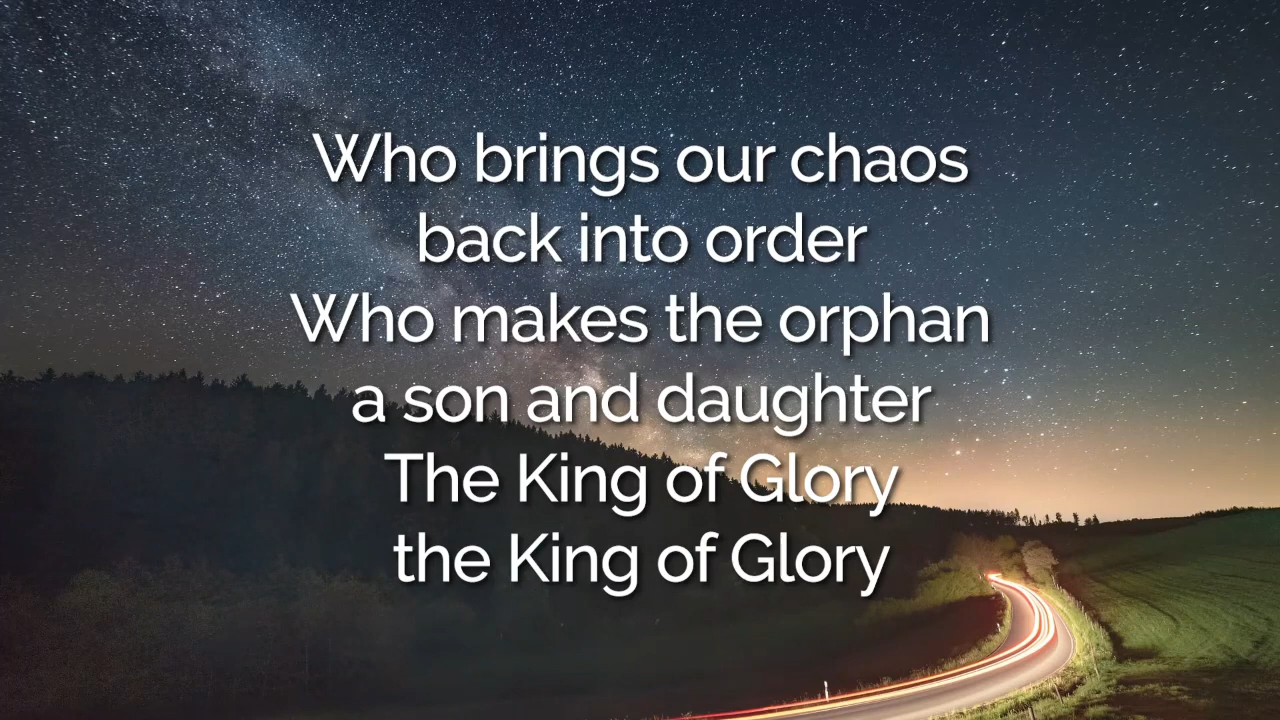 Who brings our chaos
back into order
Who makes the orphan
a son and daughter
The King of Glory
the King of Glory